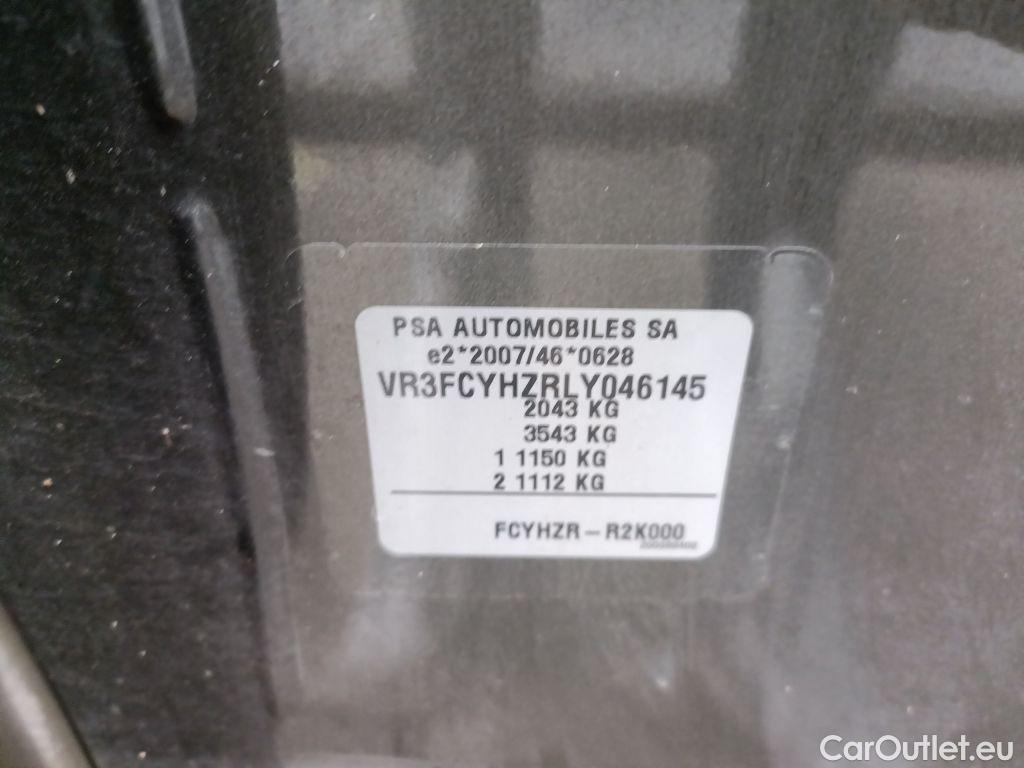 PSA AUTOMOBILES SA
e2*2007/46*0628
VR3FCYHZRLY046145
2043 KG
3543 KG
1 1150 KG
2 1112 KG
FCYHZR – R2K000
CarOutlet.eu